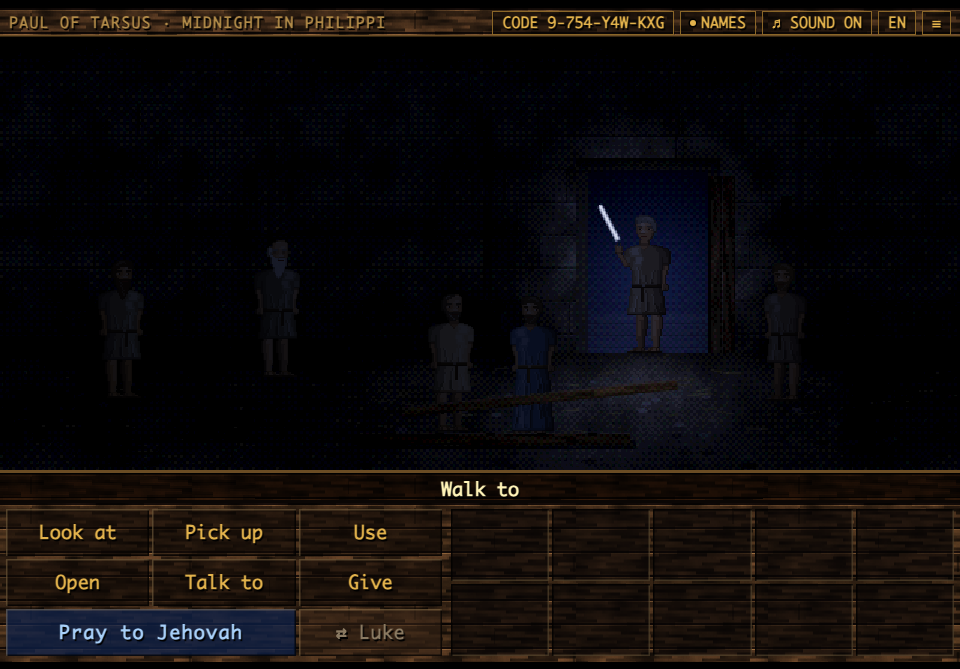 PAUL OF TARSUS · MIDNIGHT IN PHILIPPI
CODE 9-754-Y4W-KXG
● NAMES
♬ SOUND ON
EN
≡
Walk to
Look at
Pick up
Use
Open
Talk to
Give
Pray to Jehovah
⇄ Luke